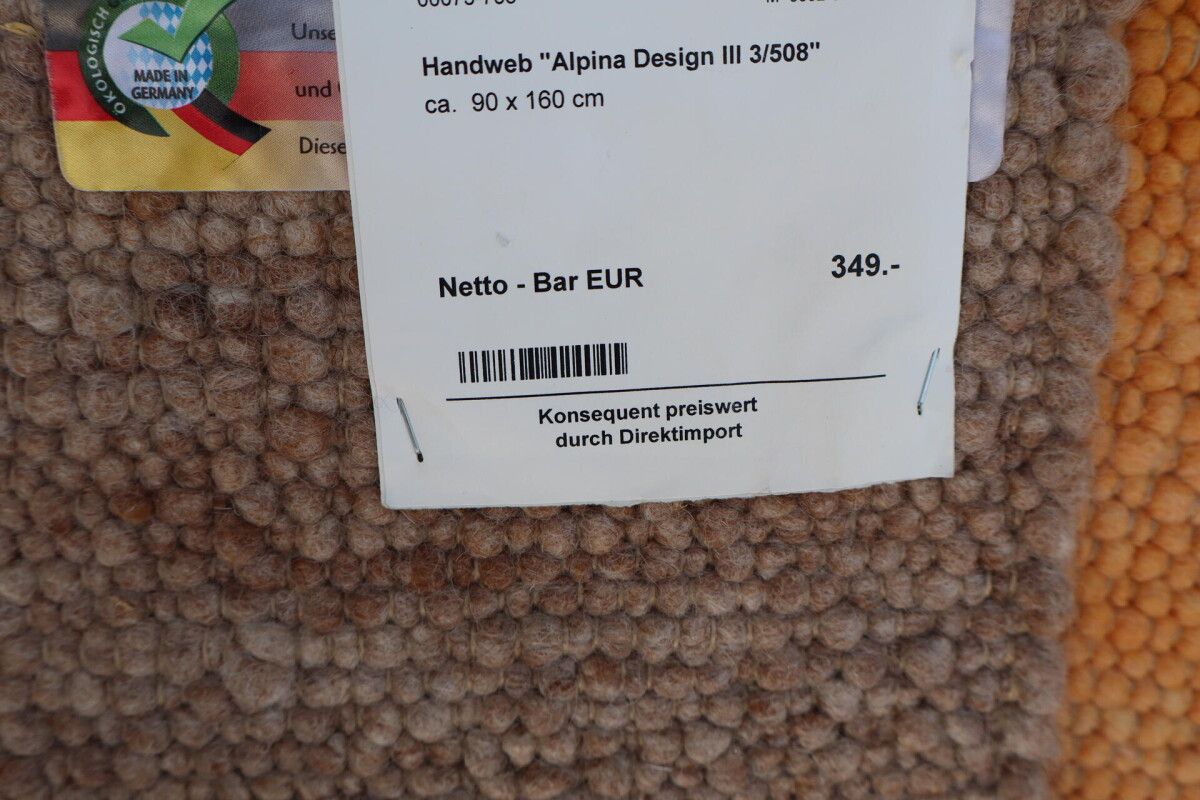 ÖKOLOGISCH
MADE IN
GERMANY
Unse
und
Diese
Handweb "Alpina Design III 3/508"
ca. 90 x 160 cm
Netto - Bar EUR 349.-
Konsequent preiswert
durch Direktimport